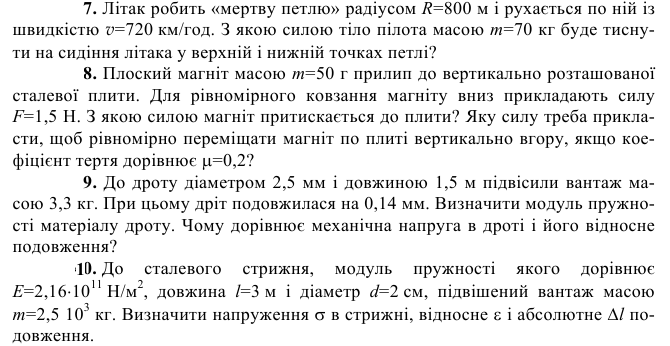 7. Літак робить «мертву петлю» радіусом R=800 м і рухається по ній із
швидкістю υ=720 км/год. З якою силою тіло пілота масою m=70 кг буде тисну-
ти на сидіння літака у верхній і нижній точках петлі?
8. Плоский магніт масою m=50 г прилип до вертикально розташованої
сталевої плити. Для рівномірного ковзання магніту вниз прикладають силу
F=1,5 Н. З якою силою магніт притискається до плити? Яку силу треба прикла-
сти, щоб рівномірно переміщати магніт по плиті вертикально вгору, якщо кое-
фіцієнт тертя дорівнює μ=0,2?
9. До дроту діаметром 2,5 мм і довжиною 1,5 м підвісили вантаж ма-
сою 3,3 кг. При цьому дріт подовжилася на 0,14 мм. Визначити модуль пружно-
сті матеріалу дроту. Чому дорівнює механічна напруга в дроті і його відносне
подовження?
10. До сталевого стрижня, модуль пружності якого дорівнює
E=2,16·10¹¹ Н/м², довжина l=3 м і діаметр d=2 см, підвішений вантаж масою
m=2,5 10³ кг. Визначити напруження σ в стрижні, відносне ε і абсолютне Δl по-
довження.